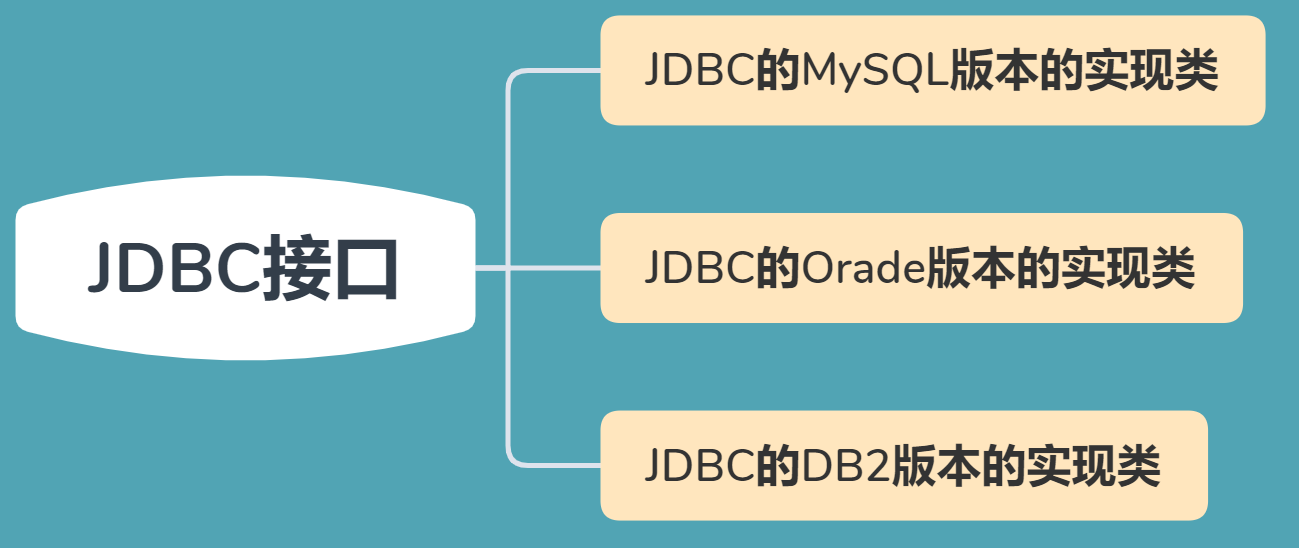 JDBC的MySQL版本的实现类
JDBC接口
JDBC的Orade版本的实现类
JDBC的DB2版本的实现类